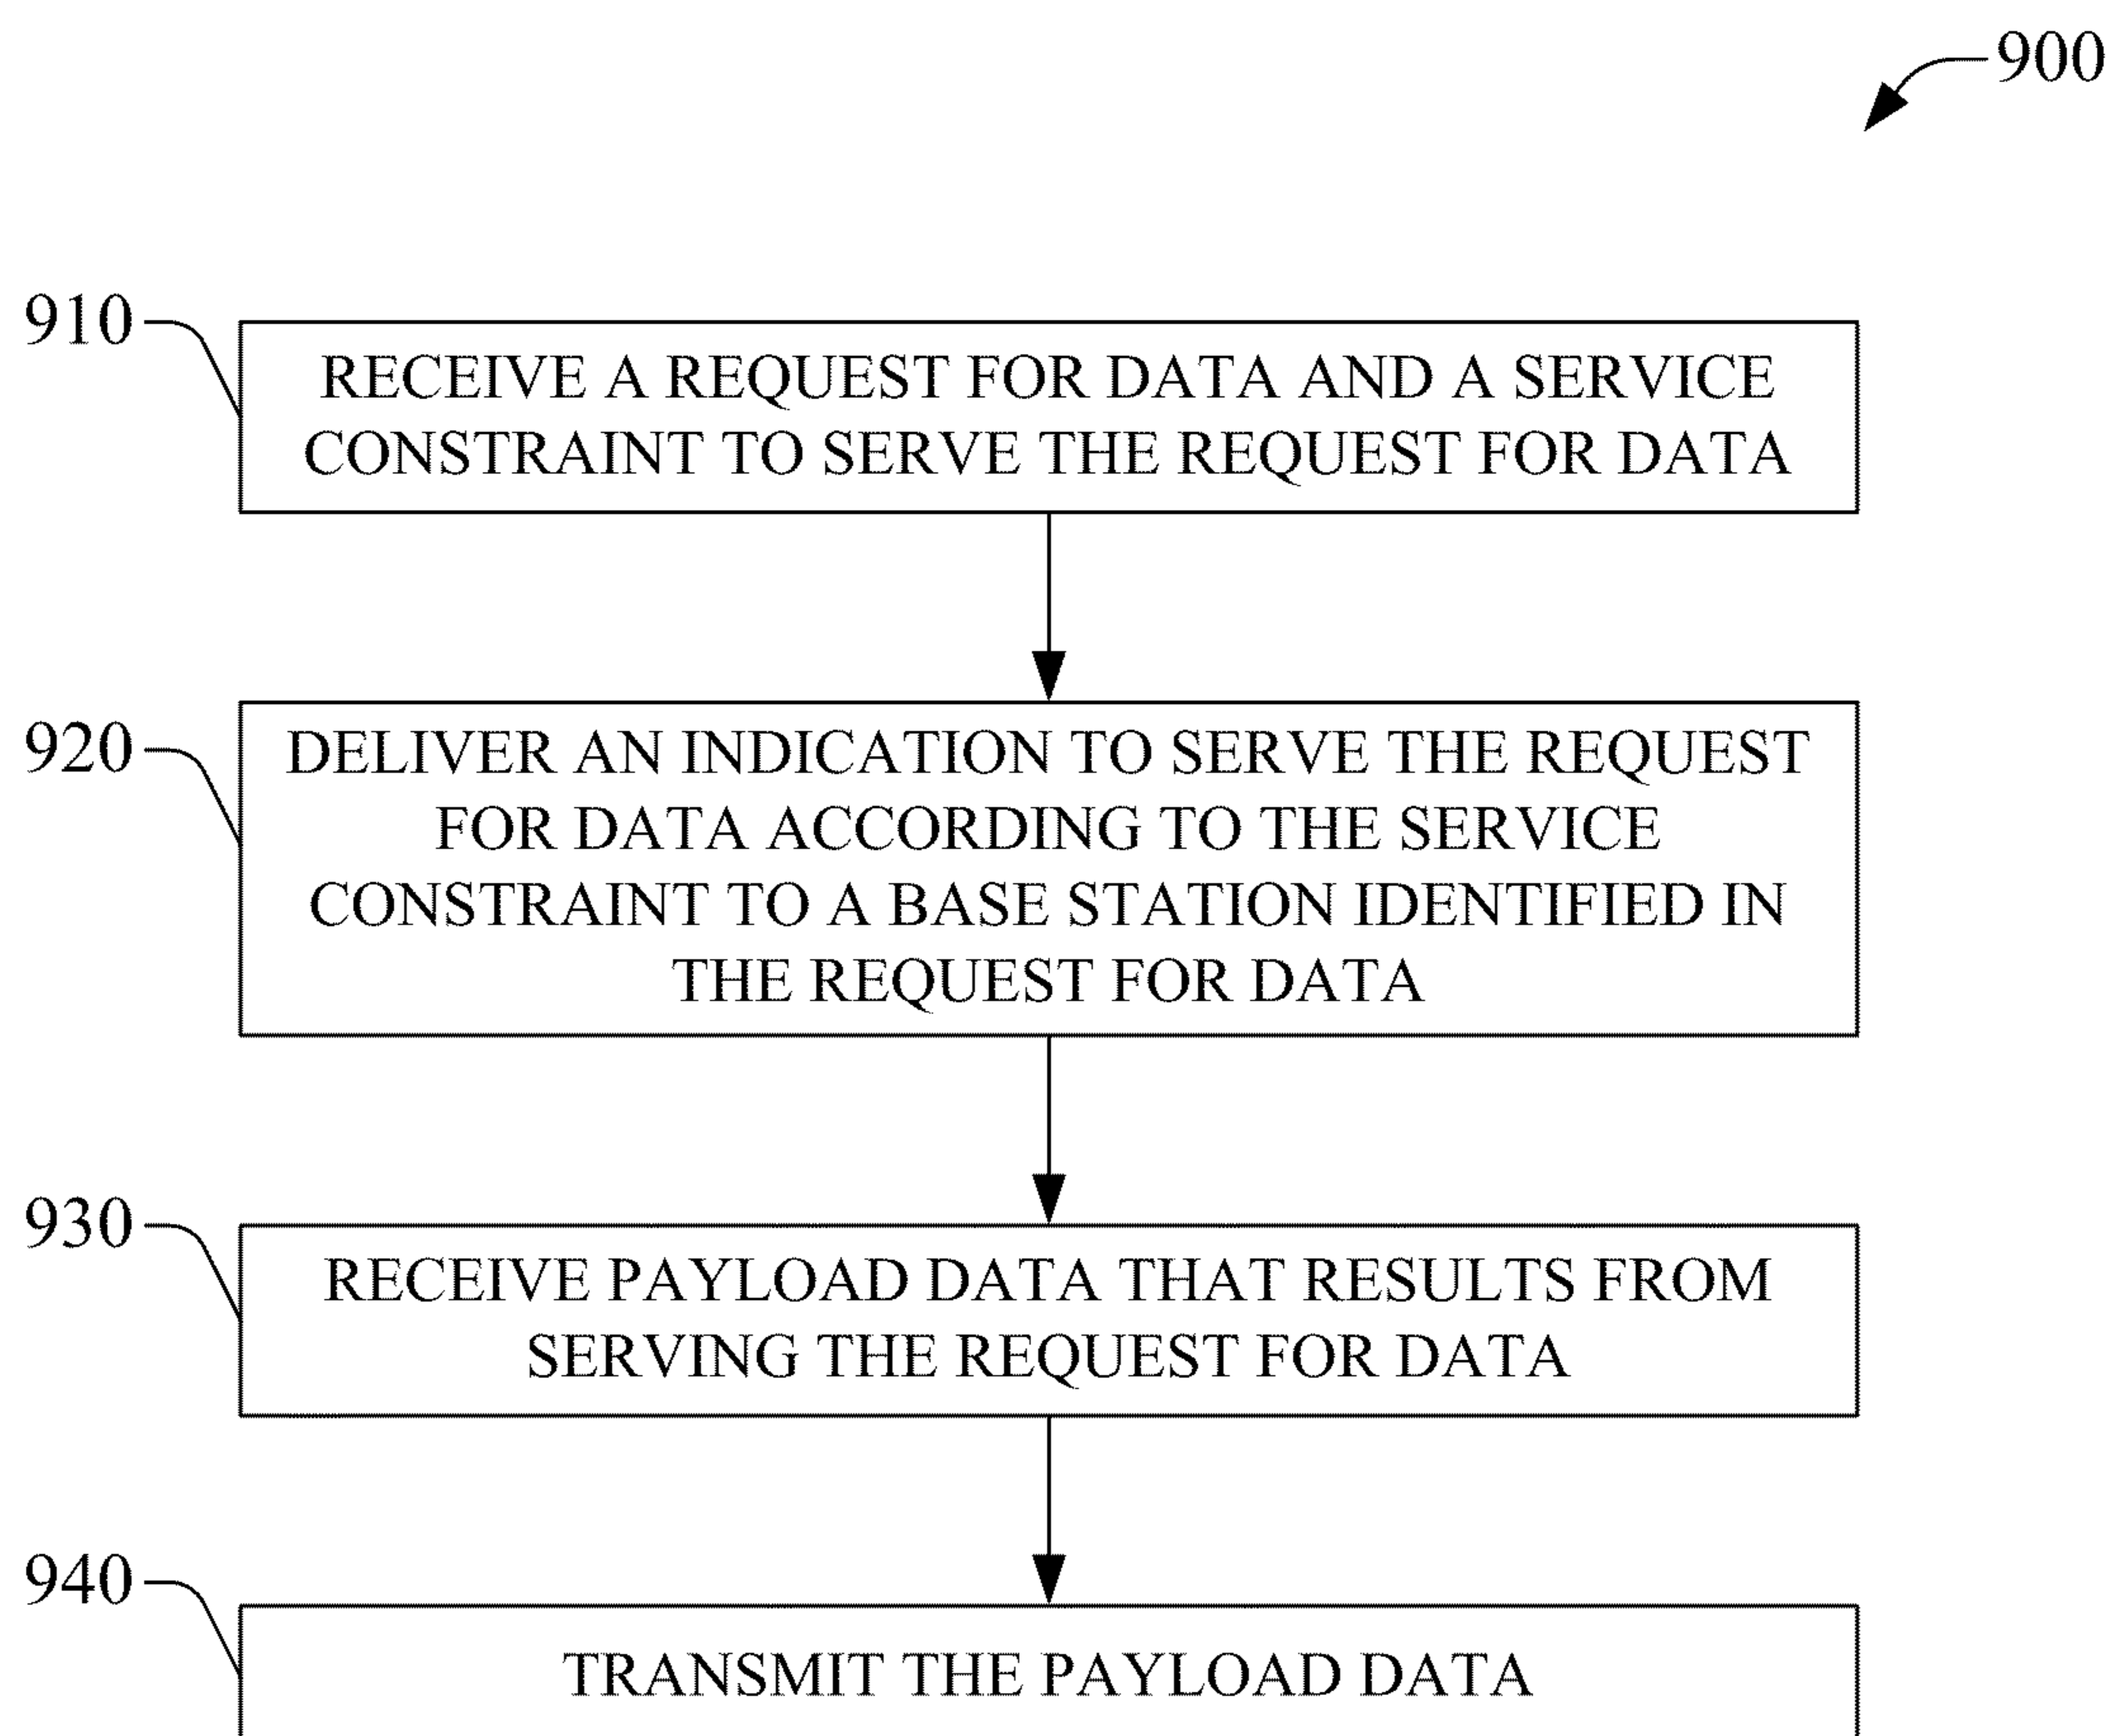 900
910
RECEIVE A REQUEST FOR DATA AND A SERVICE
CONSTRAINT TO SERVE THE REQUEST FOR DATA
920
DELIVER AN INDICATION TO SERVE THE REQUEST
FOR DATA ACCORDING TO THE SERVICE
CONSTRAINT TO A BASE STATION IDENTIFIED IN
THE REQUEST FOR DATA
930
RECEIVE PAYLOAD DATA THAT RESULTS FROM
SERVING THE REQUEST FOR DATA
940
TRANSMIT THE PAYLOAD DATA